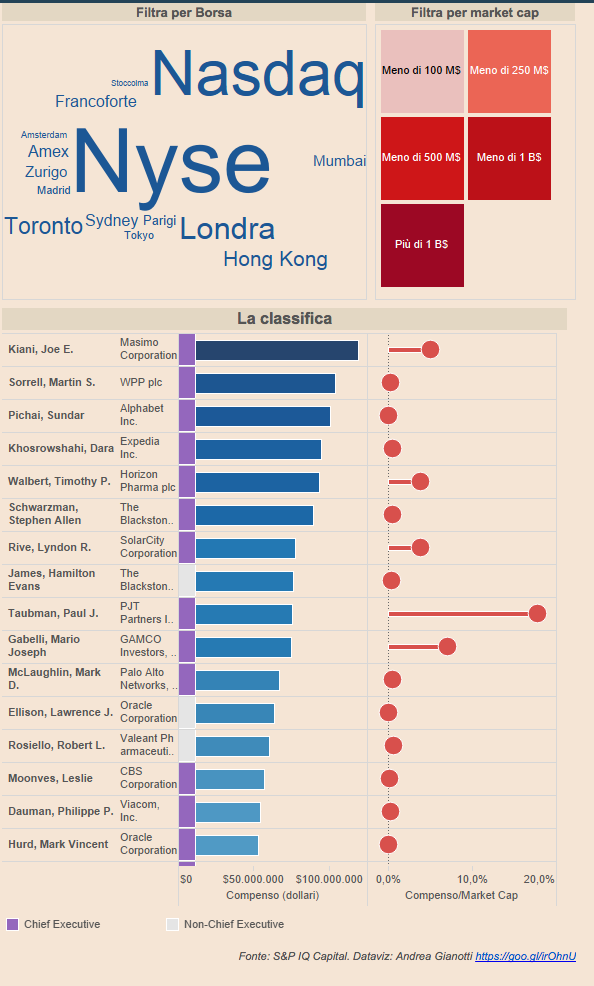 Filtra per Borsa
Filtra per market cap
Stoccolma
Nasdaq
Francoforte
Amsterdam
Amex
Nyse
Mumbai
Zurigo
Madrid
Toronto
Sydney
Parigi
Tokyo
Londra
Hong Kong
Meno di 100 M$
Meno di 250 M$
Meno di 500 M$
Meno di 1 B$
Più di 1 B$
La classifica
Kiani, Joe E.
Masimo
Corporation
Sorrell, Martin S.
WPP plc
Pichai, Sundar
Alphabet
Inc.
Khosrowshahi, Dara
Expedia
Inc.
Walbert, Timothy P.
Horizon
Pharma plc
Schwarzman,
Stephen Allen
The
Blackston..
Rive, Lyndon R.
SolarCity
Corporation
James, Hamilton
Evans
The
Blackston..
Taubman, Paul J.
PJT
Partners I..
Gabelli, Mario
Joseph
GAMCO
Investors, ..
McLaughlin, Mark
D.
Palo Alto
Networks, ..
Ellison, Lawrence J.
Oracle
Corporation
Rosiello, Robert L.
Valeant Ph
armaceuti..
Moonves, Leslie
CBS
Corporation
Dauman, Philippe P.
Viacom,
Inc.
Hurd, Mark Vincent
Oracle
Corporation
$0
$50.000.000
$100.000.000
Compenso (dollari)
0,0%
10,0%
20,0%
Compenso/Market Cap
Chief Executive
Non-Chief Executive
Fonte: S&P IQ Capital. Dataviz: Andrea Gianotti https://goo.gl/irOhnU